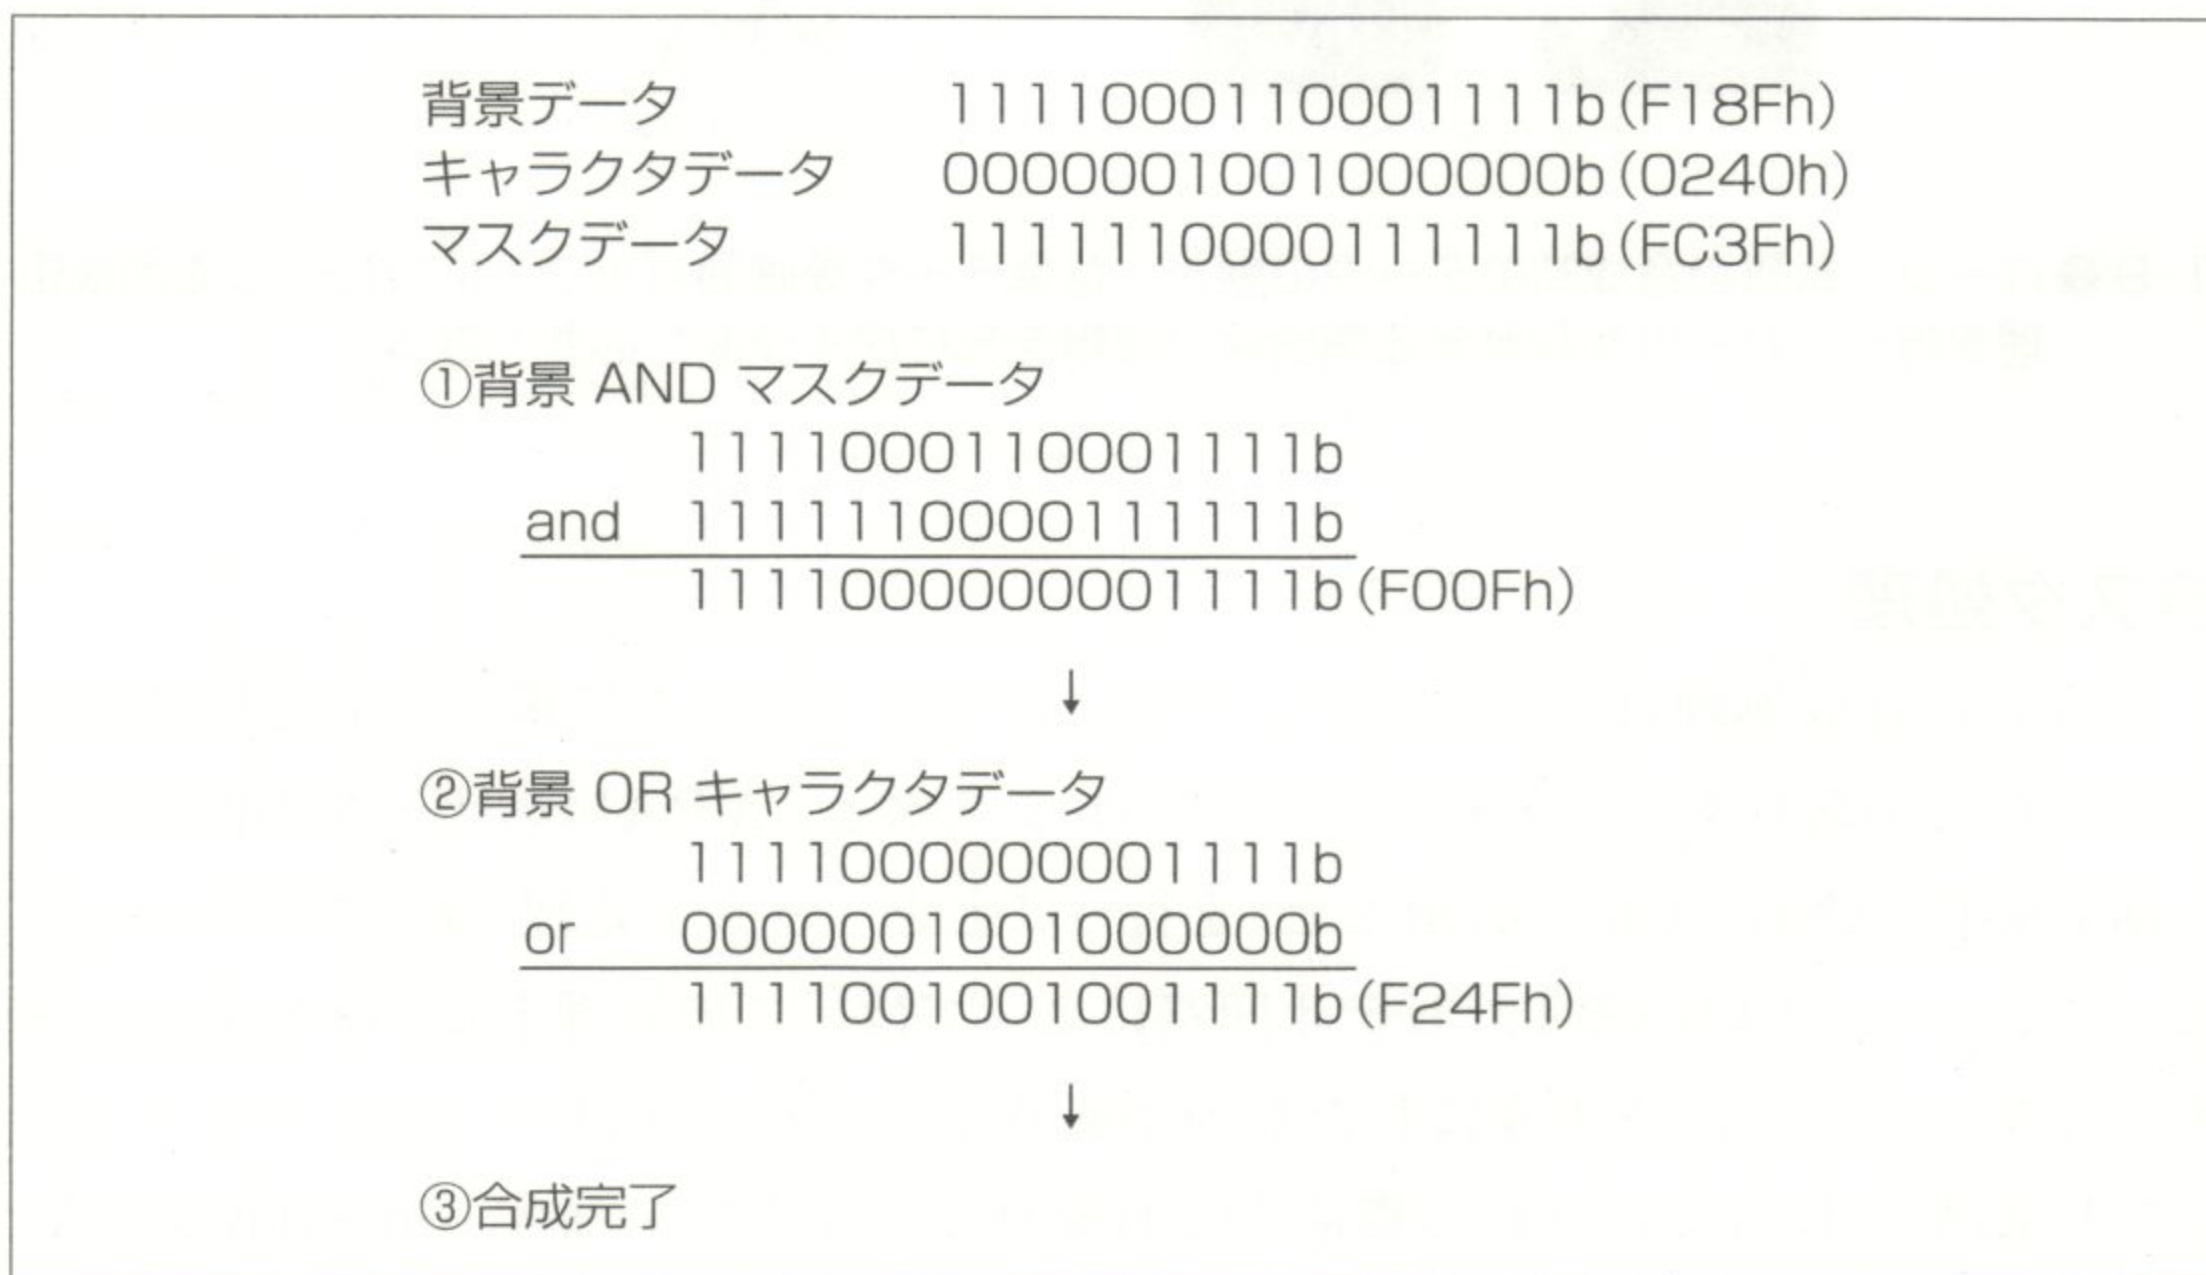 背景データ 1111000110001111b(F18Fh)
キャラクタデータ 0000001001000000b(0240h)
マスクデータ 1111110000111111b(FC3Fh)
①背景 AND マスクデータ
1111000110001111b
and 1111110000111111b
1111000000001111b(F00Fh)
↓
②背景 OR キャラクタデータ
1111000000001111b
or 0000001001000000b
1111001001001111b(F24Fh)
↓
③合成完了